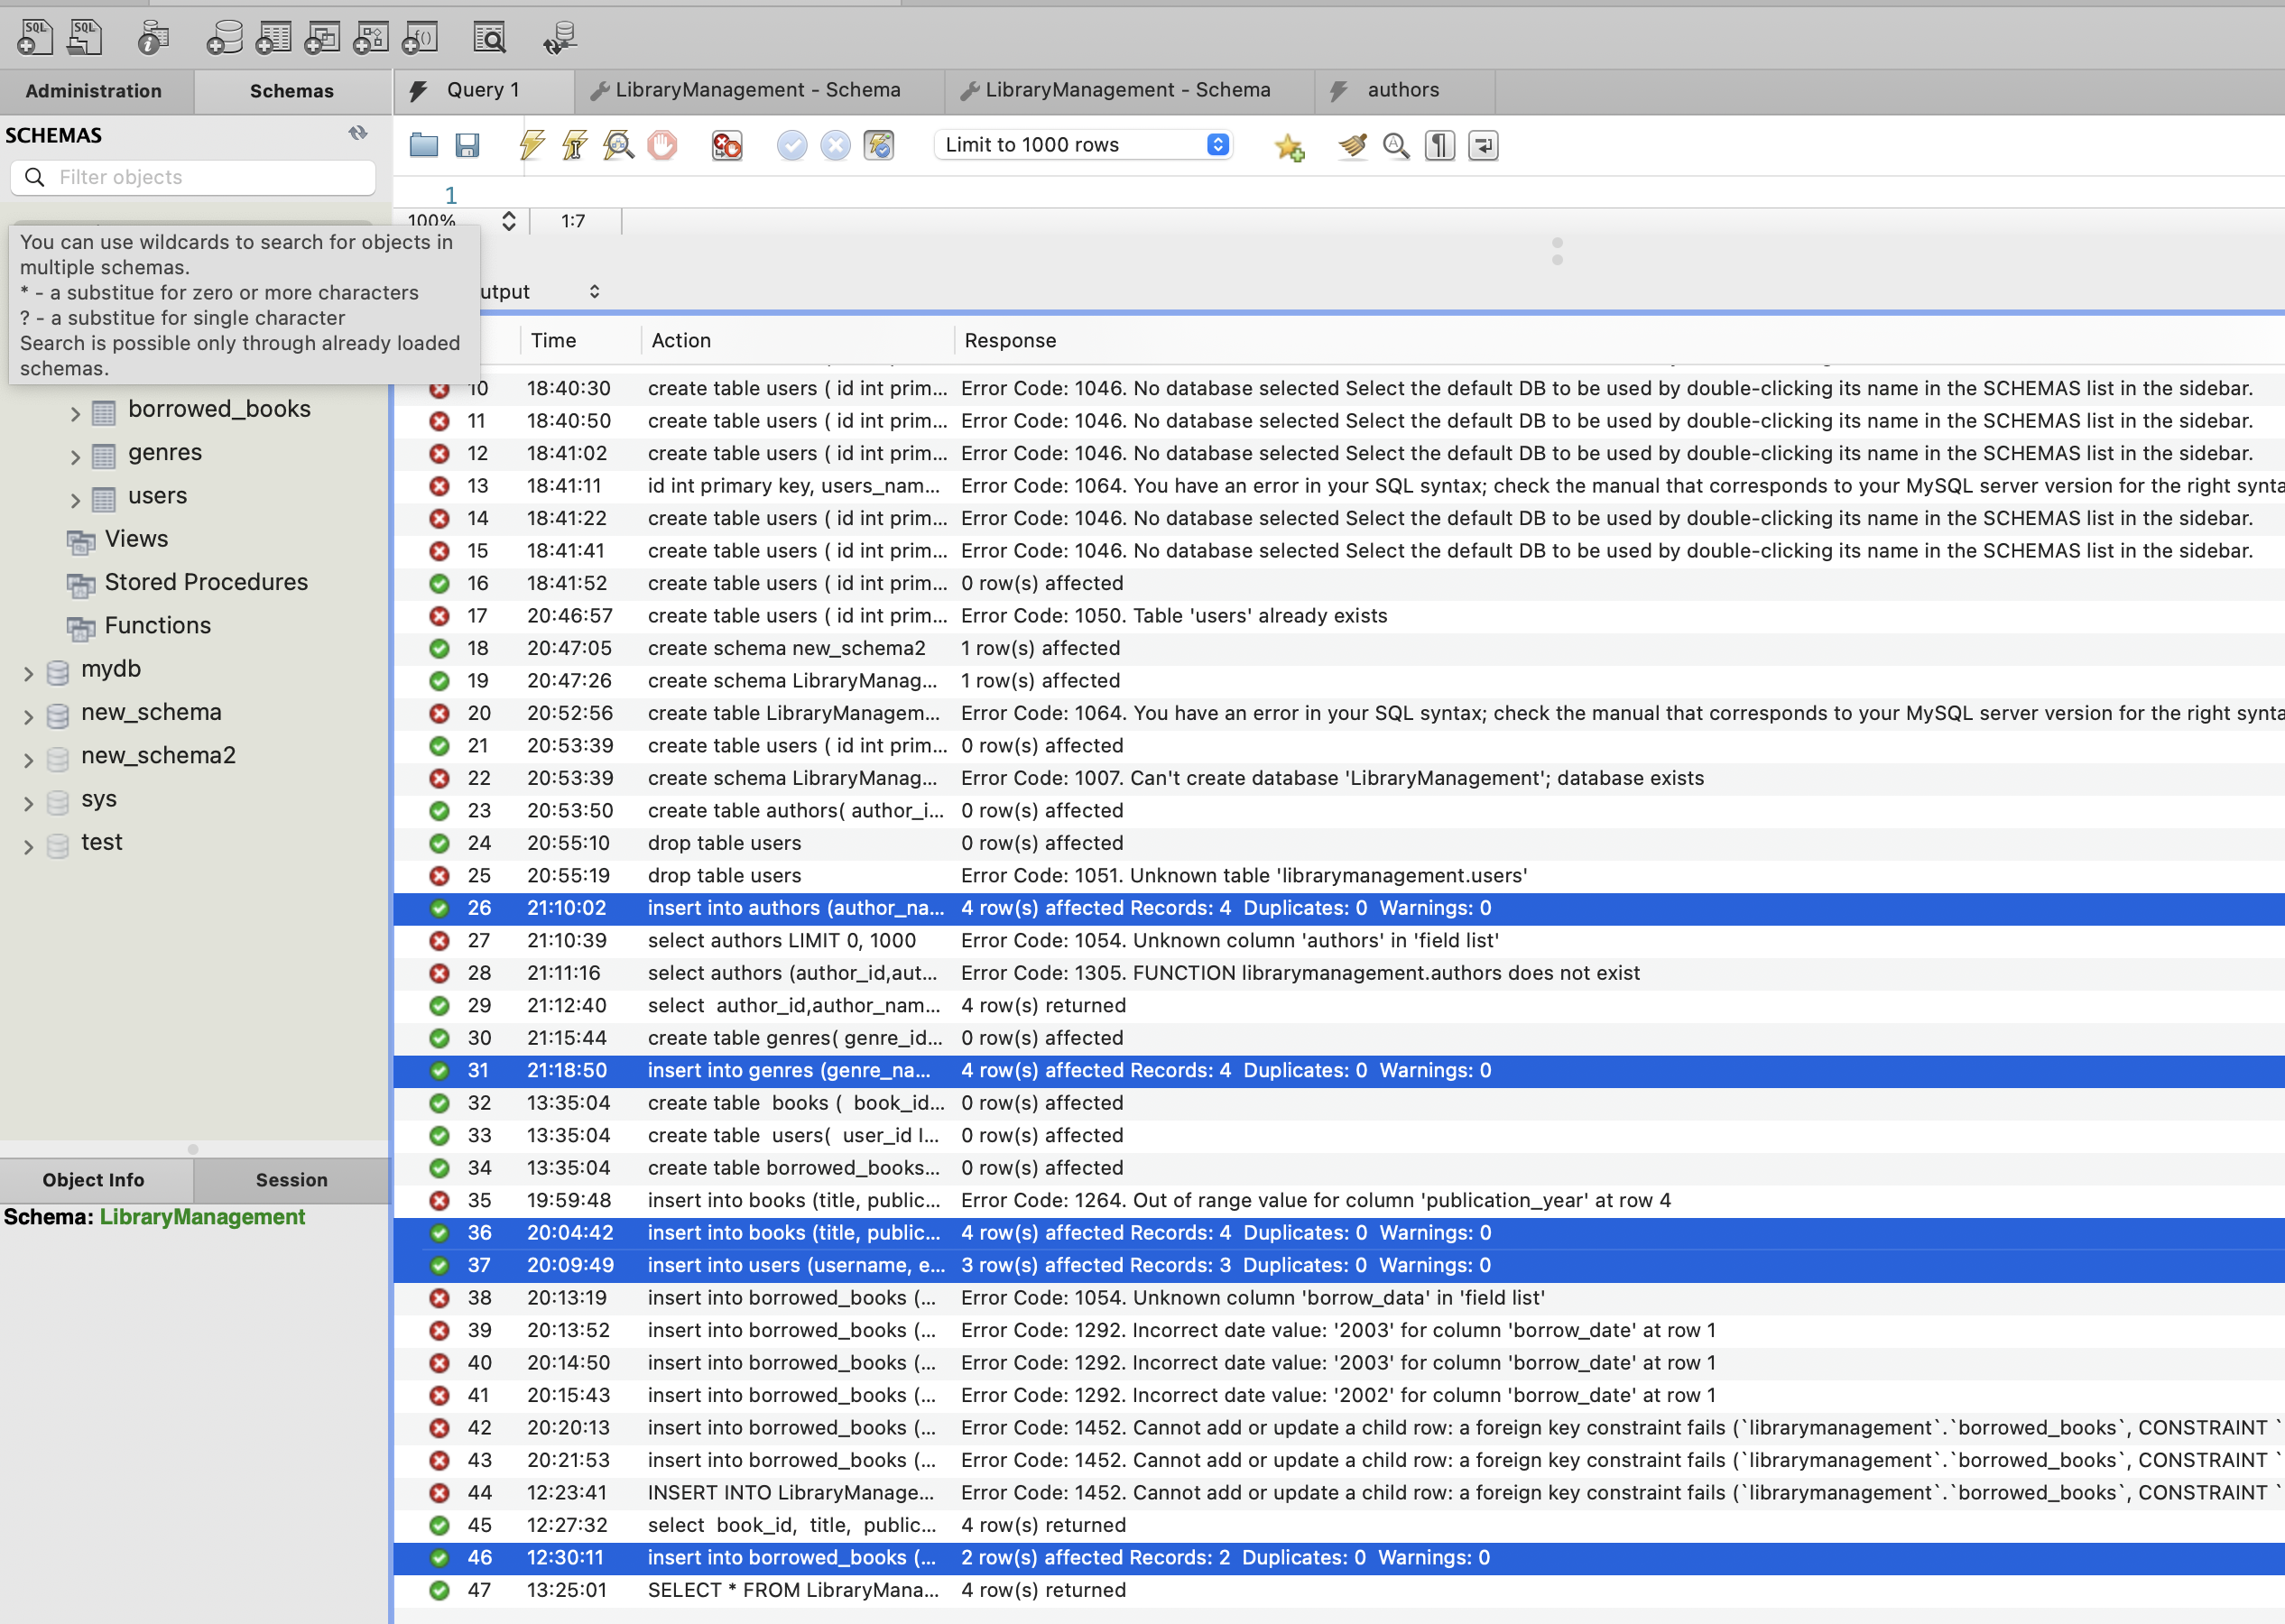 SQL SQL
Administration Schemas Query 1 LibraryManagement - Schema LibraryManagement - Schema authors
SCHEMAS
Filter objects
Limit to 1000 rows
1
100% 1:7
You can use wildcards to search for objects in
multiple schemas.
* - a substitue for zero or more characters
? - a substitue for single character
Search is possible only through already loaded
schemas.
borrowed_books
genres
users
Views
Stored Procedures
Functions
mydb
new_schema
new_schema2
sys
test
Object Info Session
Schema: LibraryManagement
utput
Time Action Response
10 18:40:30 create table users ( id int prim... Error Code: 1046. No database selected Select the default DB to be used by double-clicking its name in the SCHEMAS list in the sidebar.
11 18:40:50 create table users ( id int prim... Error Code: 1046. No database selected Select the default DB to be used by double-clicking its name in the SCHEMAS list in the sidebar.
12 18:41:02 create table users ( id int prim... Error Code: 1046. No database selected Select the default DB to be used by double-clicking its name in the SCHEMAS list in the sidebar.
13 18:41:11 id int primary key, users_nam... Error Code: 1064. You have an error in your SQL syntax; check the manual that corresponds to your MySQL server version for the right synta
14 18:41:22 create table users ( id int prim... Error Code: 1046. No database selected Select the default DB to be used by double-clicking its name in the SCHEMAS list in the sidebar.
15 18:41:41 create table users ( id int prim... Error Code: 1046. No database selected Select the default DB to be used by double-clicking its name in the SCHEMAS list in the sidebar.
16 18:41:52 create table users ( id int prim... 0 row(s) affected
17 20:46:57 create table users ( id int prim... Error Code: 1050. Table 'users' already exists
18 20:47:05 create schema new_schema2 1 row(s) affected
19 20:47:26 create schema LibraryManag... 1 row(s) affected
20 20:52:56 create table LibraryManagem... Error Code: 1064. You have an error in your SQL syntax; check the manual that corresponds to your MySQL server version for the right synta
21 20:53:39 create table users ( id int prim... 0 row(s) affected
22 20:53:39 create schema LibraryManag... Error Code: 1007. Can't create database 'LibraryManagement'; database exists
23 20:53:50 create table authors( author_i... 0 row(s) affected
24 20:55:10 drop table users 0 row(s) affected
25 20:55:19 drop table users Error Code: 1051. Unknown table 'librarymanagement.users'
26 21:10:02 insert into authors (author_na... 4 row(s) affected Records: 4 Duplicates: 0 Warnings: 0
27 21:10:39 select authors LIMIT 0, 1000 Error Code: 1054. Unknown column 'authors' in 'field list'
28 21:11:16 select authors (author_id,aut... Error Code: 1305. FUNCTION librarymanagement.authors does not exist
29 21:12:40 select author_id,author_nam... 4 row(s) returned
30 21:15:44 create table genres( genre_id... 0 row(s) affected
31 21:18:50 insert into genres (genre_na... 4 row(s) affected Records: 4 Duplicates: 0 Warnings: 0
32 13:35:04 create table books ( book_id... 0 row(s) affected
33 13:35:04 create table users( user_id I... 0 row(s) affected
34 13:35:04 create table borrowed_books... 0 row(s) affected
35 19:59:48 insert into books (title, public... Error Code: 1264. Out of range value for column 'publication_year' at row 4
36 20:04:42 insert into books (title, public... 4 row(s) affected Records: 4 Duplicates: 0 Warnings: 0
37 20:09:49 insert into users (username, e... 3 row(s) affected Records: 3 Duplicates: 0 Warnings: 0
38 20:13:19 insert into borrowed_books (... Error Code: 1054. Unknown column 'borrow_data' in 'field list'
39 20:13:52 insert into borrowed_books (... Error Code: 1292. Incorrect date value: '2003' for column 'borrow_date' at row 1
40 20:14:50 insert into borrowed_books (... Error Code: 1292. Incorrect date value: '2003' for column 'borrow_date' at row 1
41 20:15:43 insert into borrowed_books (... Error Code: 1292. Incorrect date value: '2002' for column 'borrow_date' at row 1
42 20:20:13 insert into borrowed_books (... Error Code: 1452. Cannot add or update a child row: a foreign key constraint fails (`librarymanagement`.`borrowed_books`, CONSTRAINT `
43 20:21:53 insert into borrowed_books (... Error Code: 1452. Cannot add or update a child row: a foreign key constraint fails (`librarymanagement`.`borrowed_books`, CONSTRAINT `
44 12:23:41 INSERT INTO LibraryManage... Error Code: 1452. Cannot add or update a child row: a foreign key constraint fails (`librarymanagement`.`borrowed_books`, CONSTRAINT `
45 12:27:32 select book_id, title, public... 4 row(s) returned
46 12:30:11 insert into borrowed_books (... 2 row(s) affected Records: 2 Duplicates: 0 Warnings: 0
47 13:25:01 SELECT * FROM LibraryMana... 4 row(s) returned